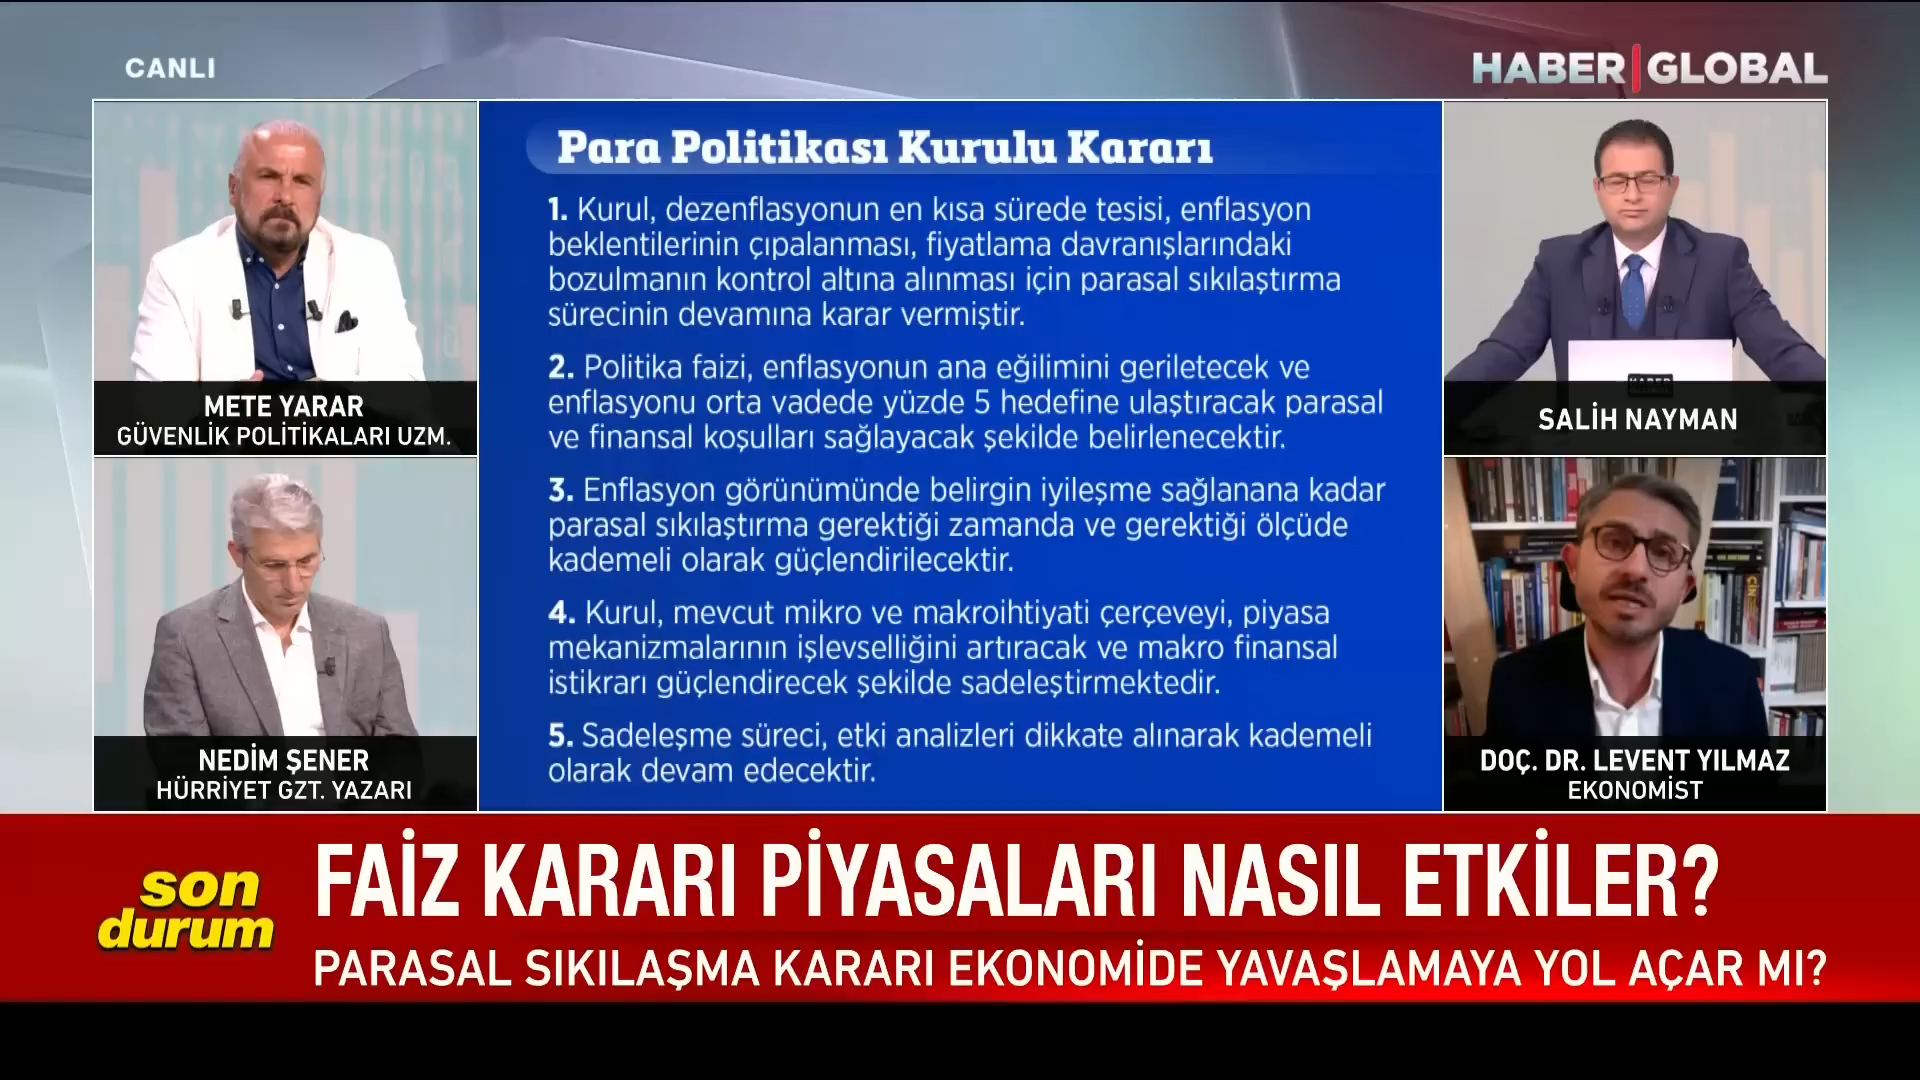 CANLI
HABER GLOBAL
METE YARAR
GÜVENLİK POLİTİKALARI UZM.
NEDİM ŞENER
HÜRRİYET GZT. YAZARI
Para Politikası Kurulu Kararı
1. Kurul, dezenflasyonun en kısa sürede tesisi, enflasyon
beklentilerinin çıpalanması, fiyatlama davranışlarındaki
bozulmanın kontrol altına alınması için parasal sıkılaştırma
sürecinin devamına karar vermiştir.
2. Politika faizi, enflasyonun ana eğilimini geriletecek ve
enflasyonu orta vadede yüzde 5 hedefine ulaştıracak parasal
ve finansal koşulları sağlayacak şekilde belirlenecektir.
3. Enflasyon görünümünde belirgin iyileşme sağlanana kadar
parasal sıkılaştırma gerektiği zamanda ve gerektiği ölçüde
kademeli olarak güçlendirilecektir.
4. Kurul, mevcut mikro ve makroihtiyati çerçeveyi, piyasa
mekanizmalarının işlevselliğini artıracak ve makro finansal
istikrarı güçlendirecek şekilde sadeleştirmektedir.
5. Sadeleşme süreci, etki analizleri dikkate alınarak kademeli
olarak devam edecektir.
HABER
SALİH NAYMAN
DOÇ. DR. LEVENT YILMAZ
EKONOMİST
son
durum
FAİZ KARARI PİYASALARI NASIL ETKİLER?
PARASAL SIKILAŞMA KARARI EKONOMİDE YAVAŞLAMAYA YOL AÇAR MI?